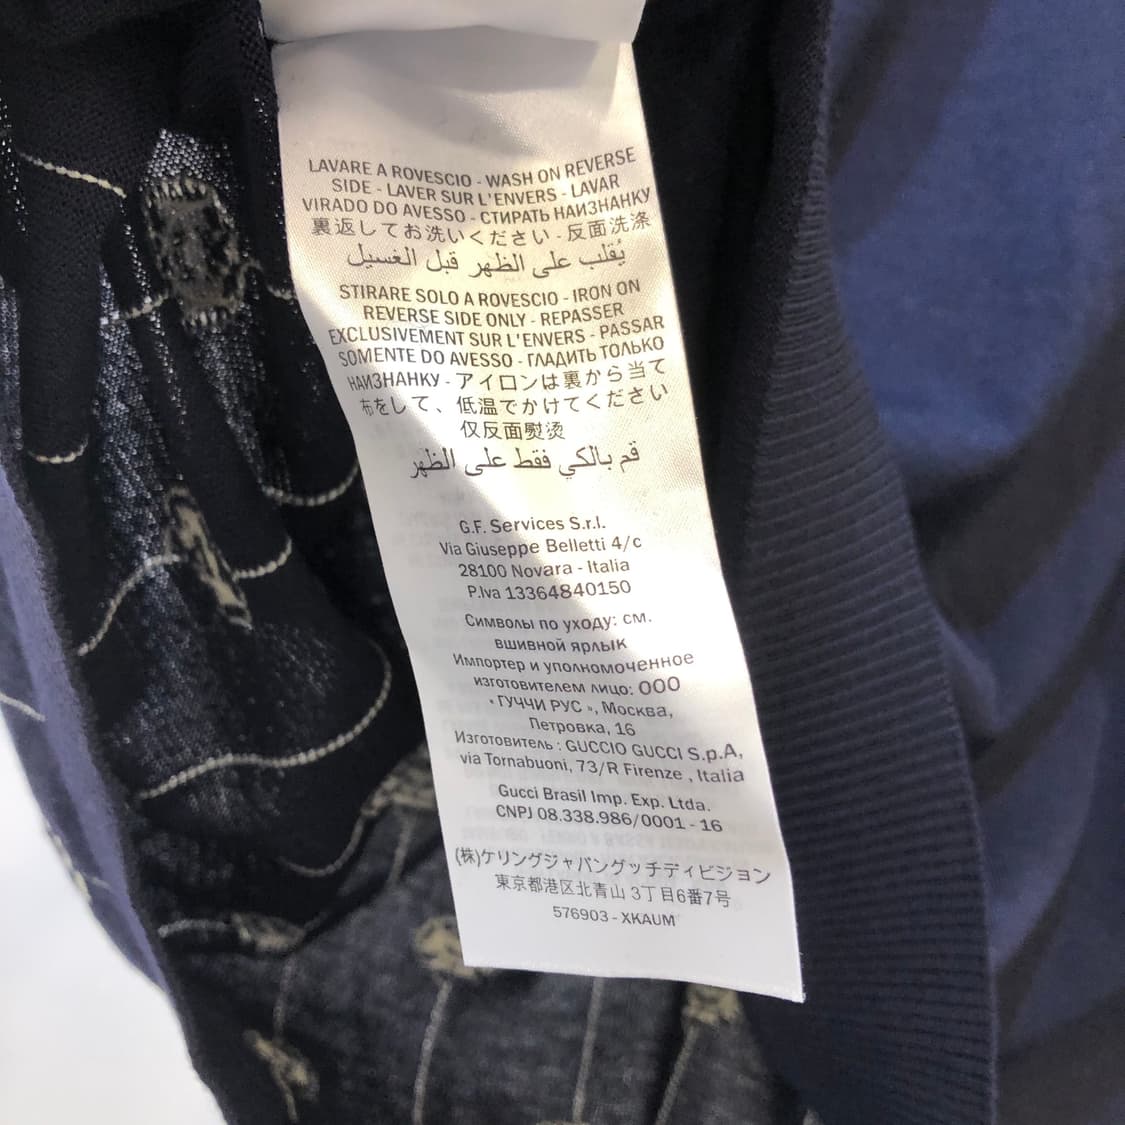 LAVARE A ROVESCIO - WASH ON REVERSE
SIDE - LAVER SUR L'ENVERS - LAVAR
VIRADO DO AVESSO - СТИРАТЬ НАИЗНАНКУ
裏返してお洗いください - 反面洗涤
يُقلب على الظهر قبل الغسيل
STIRARE SOLO A ROVESCIO - IRON ON
REVERSE SIDE ONLY - REPASSER
EXCLUSIVEMENT SUR L'ENVERS - PASSAR
SOMENTE DO AVESSO - ГЛАДИТЬ ТОЛЬКО
НАИЗНАНКУ - アイロンは裏から当て
布をして、低温でかけてください
仅反面熨烫
قم بالكي فقط على الظهر
G.F. Services S.r.l.
Via Giuseppe Belletti 4/c
28100 Novara - Italia
P.Iva 13364840150
Символы по уходу: см.
вшивной ярлык
Импортер и уполномоченное
изготовителем лицо: ООО
« ГУЧЧИ РУС », Москва,
Петровка, 16
Изготовитель : GUCCIO GUCCI S.p.A,
via Tornabuoni, 73/R Firenze , Italia
Gucci Brasil Imp. Exp. Ltda.
CNPJ 08.338.986/0001 - 16
(株)ケリングジャパングッチディビジョン
東京都港区北青山 3丁目6番7号
576903 - XKAUM